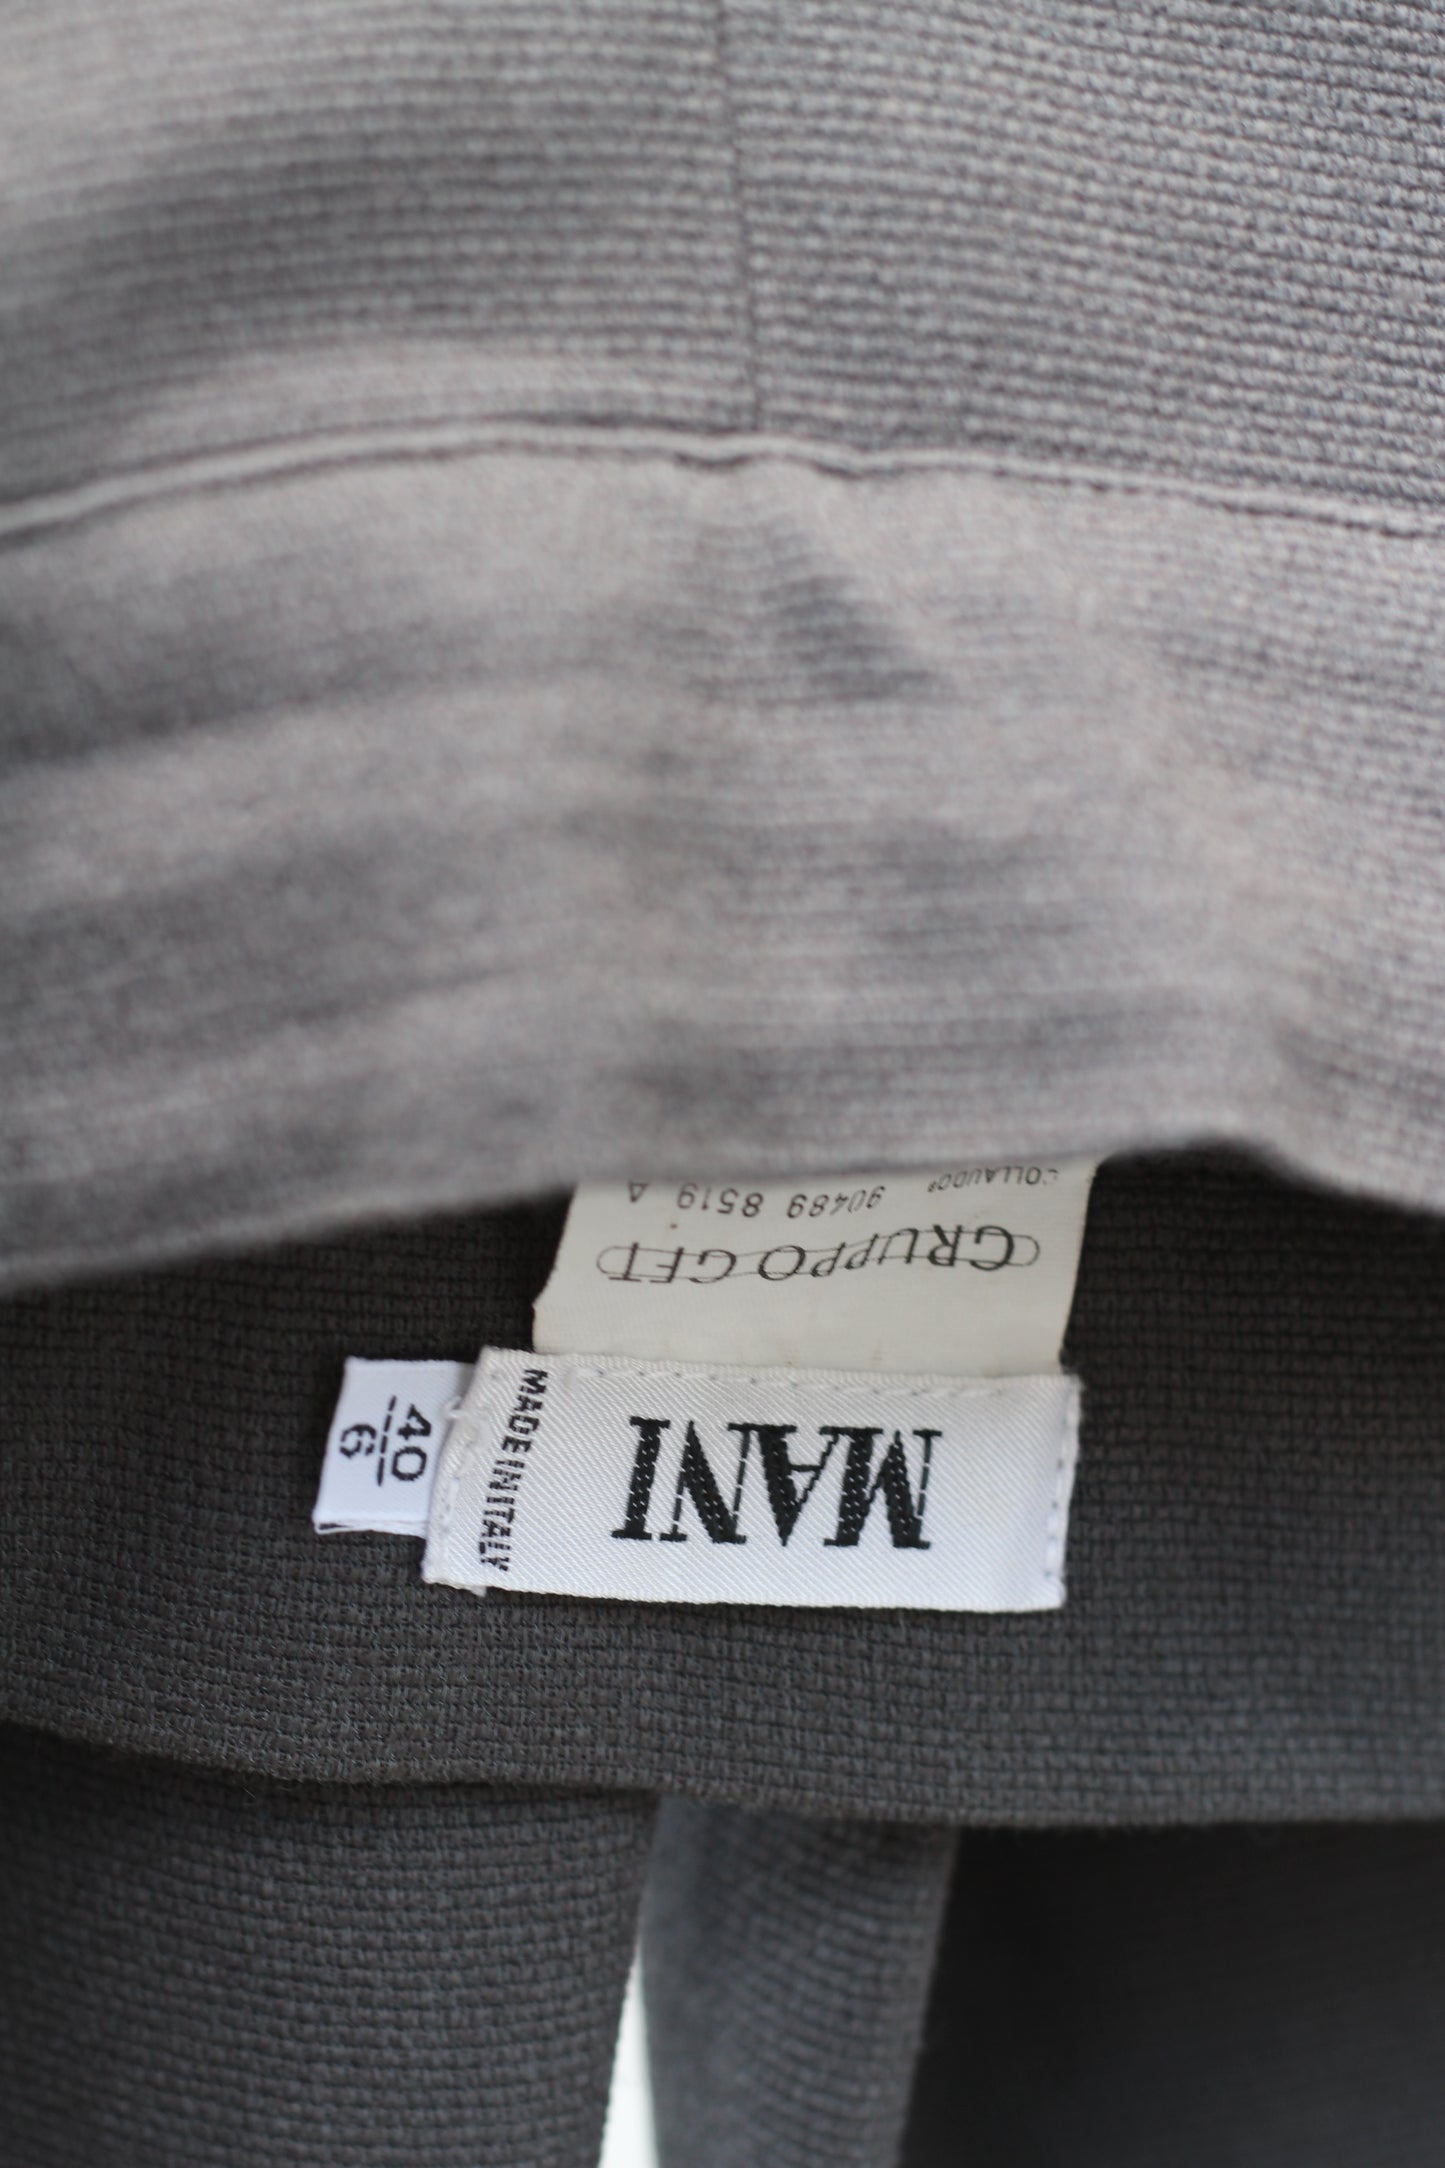 MANI
MADE IN ITALY
40
6
GRUPPO GFT
90489 8519 A
COLLAUDO